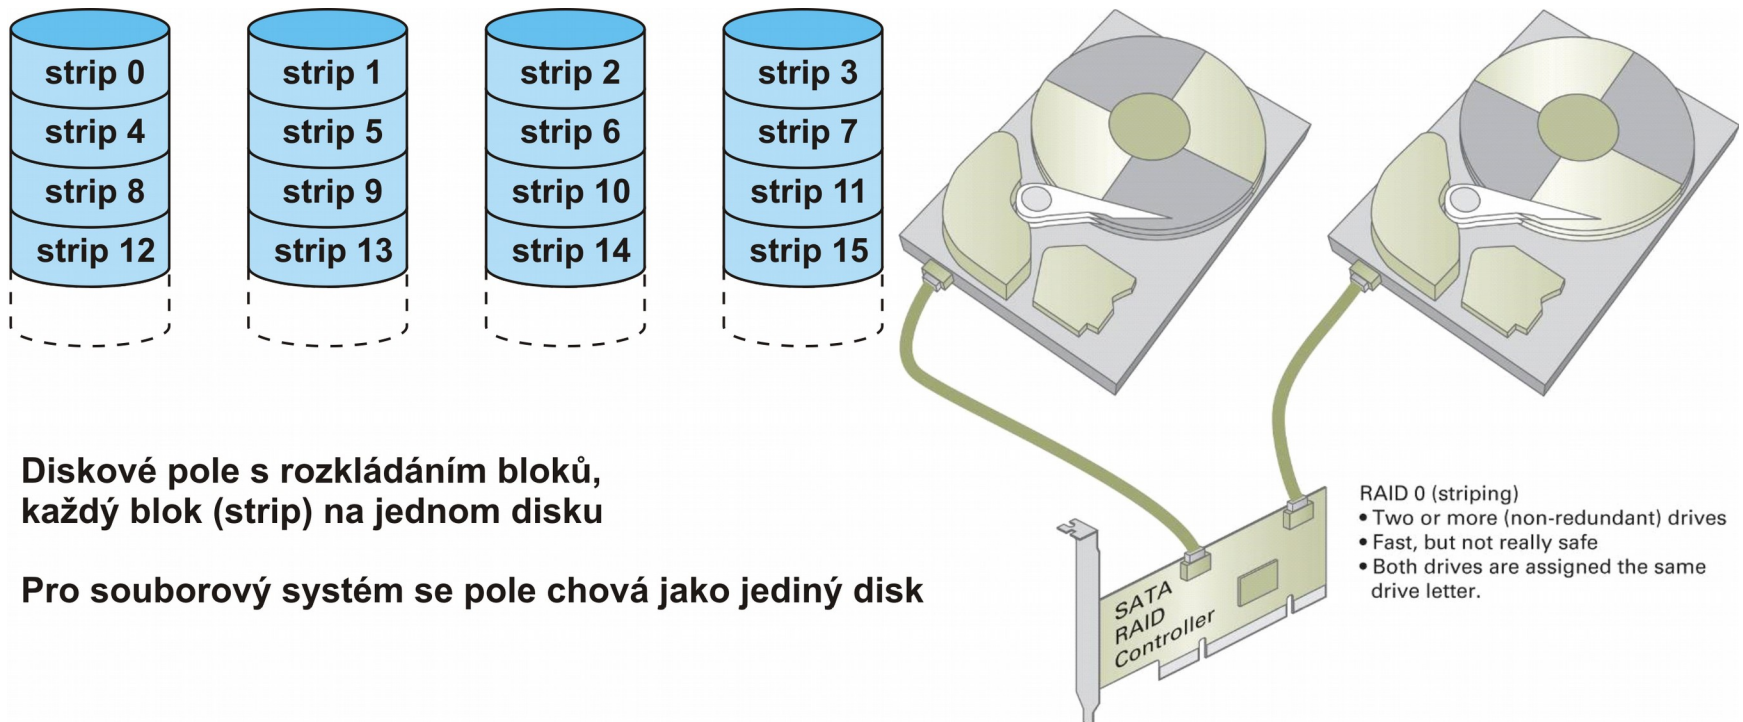 strip 0
strip 1
strip 2
strip 3
strip 4
strip 5
strip 6
strip 7
strip 8
strip 9
strip 10
strip 11
strip 12
strip 13
strip 14
strip 15
Diskové pole s rozkládáním bloků,
každý blok (strip) na jednom disku
Pro souborový systém se pole chová jako jediný disk
SATA
RAID
Controller
RAID 0 (striping)
• Two or more (non-redundant) drives
• Fast, but not really safe
• Both drives are assigned the same
drive letter.